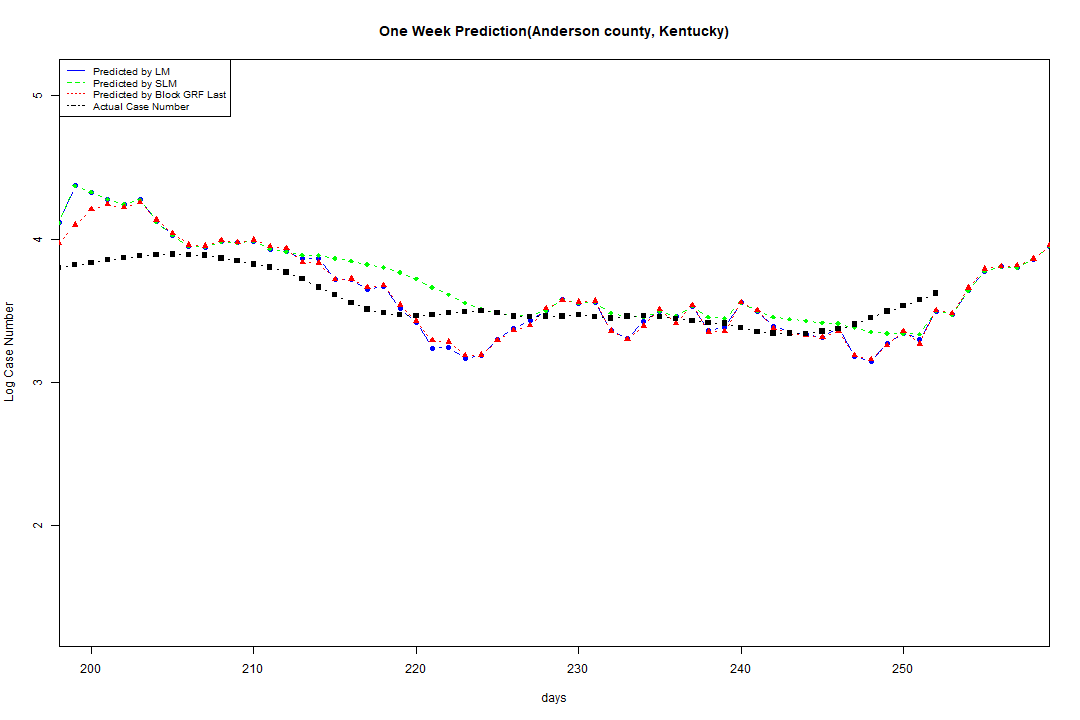 One Week Prediction(Anderson county, Kentucky)
Predicted by LM
Predicted by SLM
Predicted by Block GRF Last
Actual Case Number
5
4
3
2
Log Case Number
200 210 220 230 240 250
days